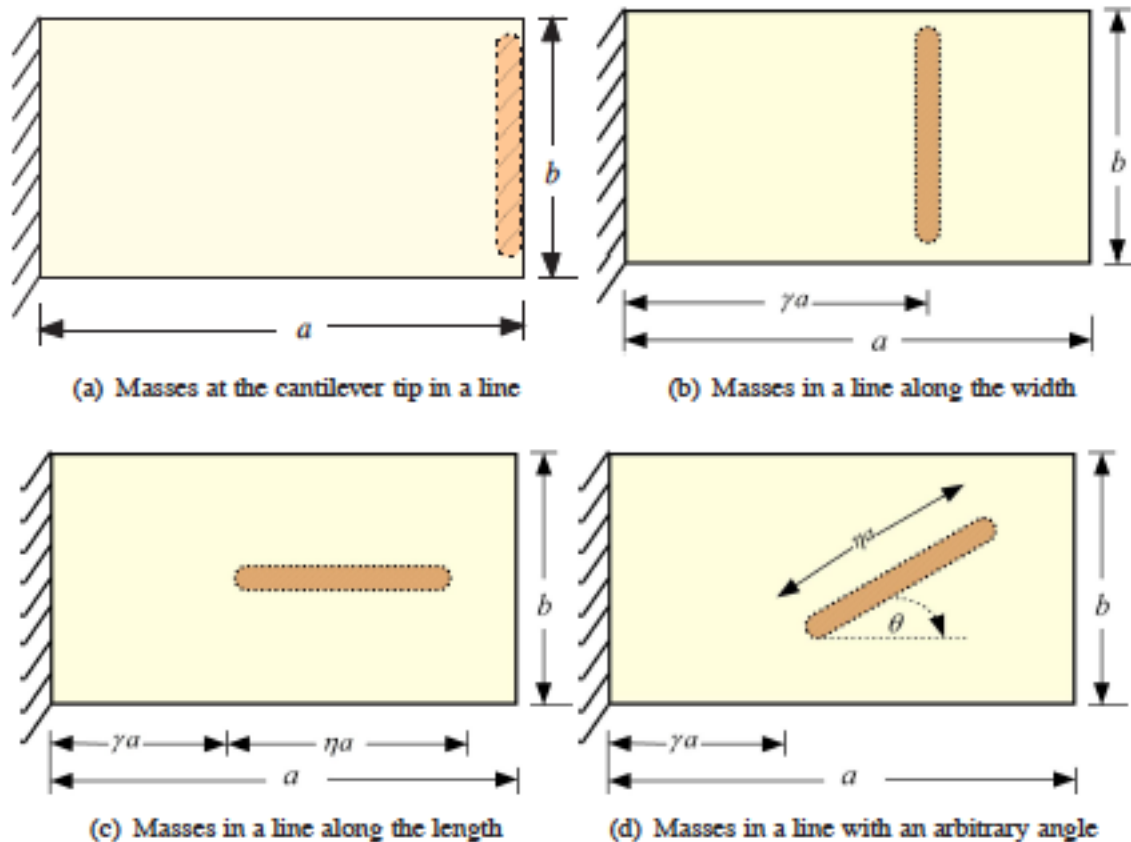 b
a
(a) Masses at the cantilever tip in a line
b
γa
a
(b) Masses in a line along the width
b
γa
ηa
a
(c) Masses in a line along the length
ηa
θ
b
γa
a
(d) Masses in a line with an arbitrary angle